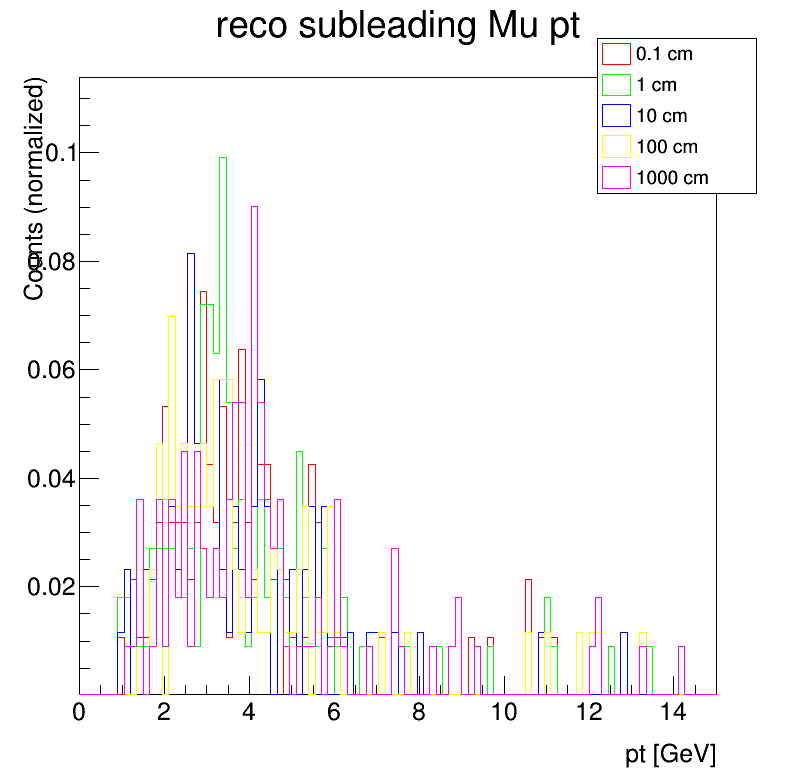 reco subleading Mu pt
0.1 cm
1 cm
10 cm
100 cm
1000 cm
Counts (normalized)
0.1
0.08
0.06
0.04
0.02
0 2 4 6 8 10 12 14
pt [GeV]